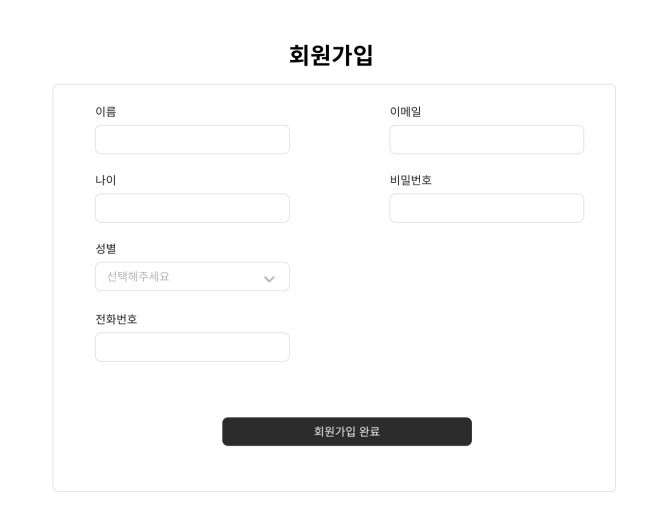 회원가입
이름
이메일
나이
비밀번호
성별
선택해주세요
전화번호
회원가입 완료